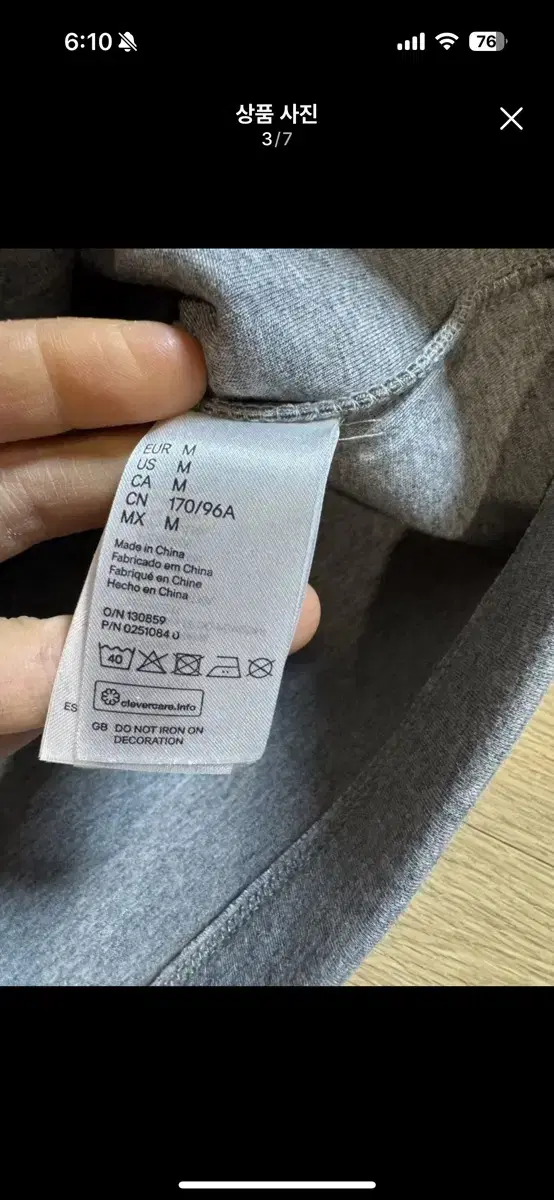 6:10
76
상품 사진
3/7
EUR M
US M
CA M
CN 170/96A
MX M
Made in China
Fabricado em China
Fabriqué en Chine
Hecho en China
O/N 130859
P/N 0251084
40
clevercare.info
ES
GB DO NOT IRON ON
DECORATION